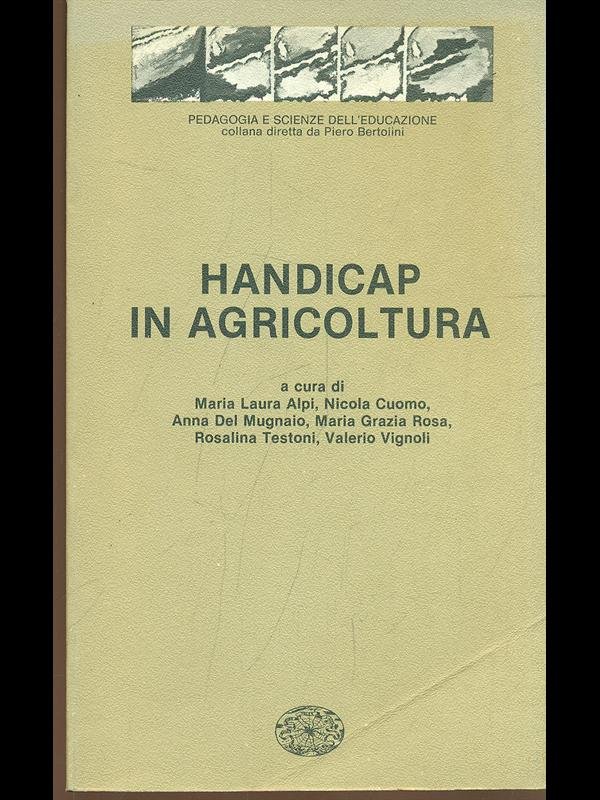 PEDAGOGIA E SCIENZE DELL'EDUCAZIONE
collana diretta da Piero Bertolini
HANDICAP
IN AGRICOLTURA
a cura di
Maria Laura Alpi, Nicola Cuomo,
Anna Del Mugnaio, Maria Grazia Rosa,
Rosalina Testoni, Valerio Vignoli